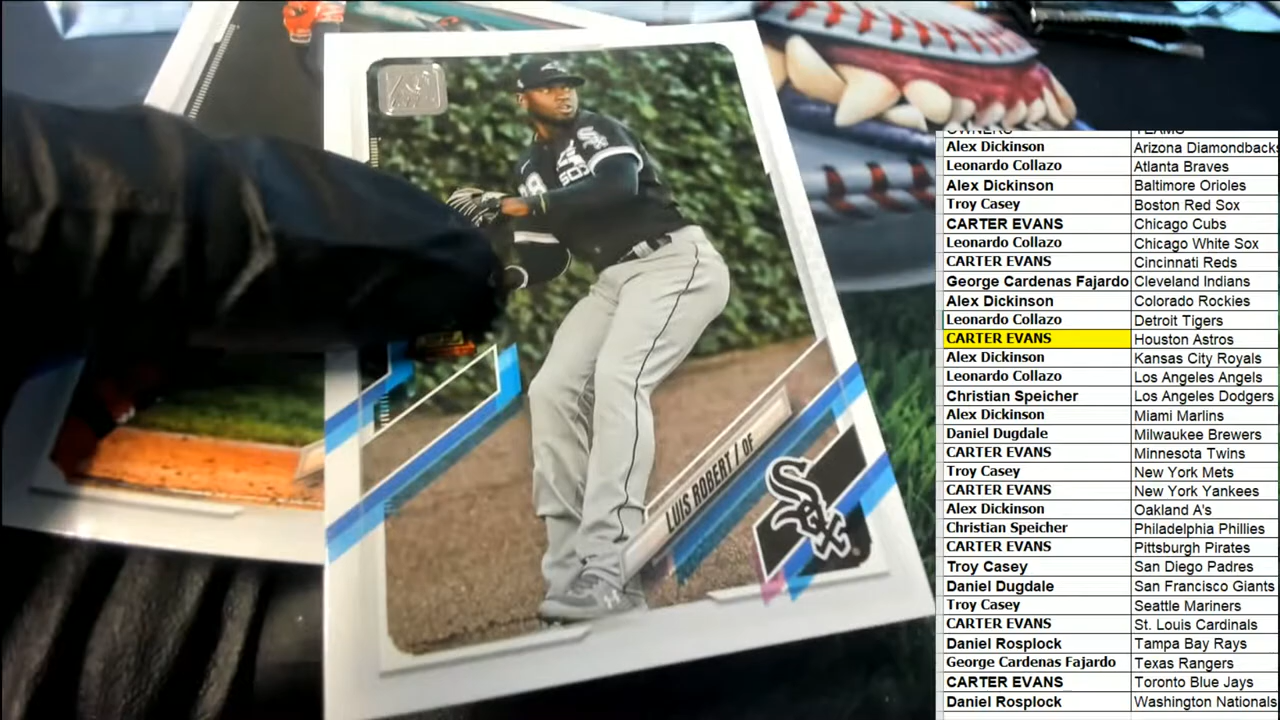 LUIS ROBERT / OF
Sox
OWNERS TEAMS
Alex Dickinson Arizona Diamondbacks
Leonardo Collazo Atlanta Braves
Alex Dickinson Baltimore Orioles
Troy Casey Boston Red Sox
CARTER EVANS Chicago Cubs
Leonardo Collazo Chicago White Sox
CARTER EVANS Cincinnati Reds
George Cardenas Fajardo Cleveland Indians
Alex Dickinson Colorado Rockies
Leonardo Collazo Detroit Tigers
CARTER EVANS Houston Astros
Alex Dickinson Kansas City Royals
Leonardo Collazo Los Angeles Angels
Christian Speicher Los Angeles Dodgers
Alex Dickinson Miami Marlins
Daniel Dugdale Milwaukee Brewers
CARTER EVANS Minnesota Twins
Troy Casey New York Mets
CARTER EVANS New York Yankees
Alex Dickinson Oakland A's
Christian Speicher Philadelphia Phillies
CARTER EVANS Pittsburgh Pirates
Troy Casey San Diego Padres
Daniel Dugdale San Francisco Giants
Troy Casey Seattle Mariners
CARTER EVANS St. Louis Cardinals
Daniel Rosplock Tampa Bay Rays
George Cardenas Fajardo Texas Rangers
CARTER EVANS Toronto Blue Jays
Daniel Rosplock Washington Nationals